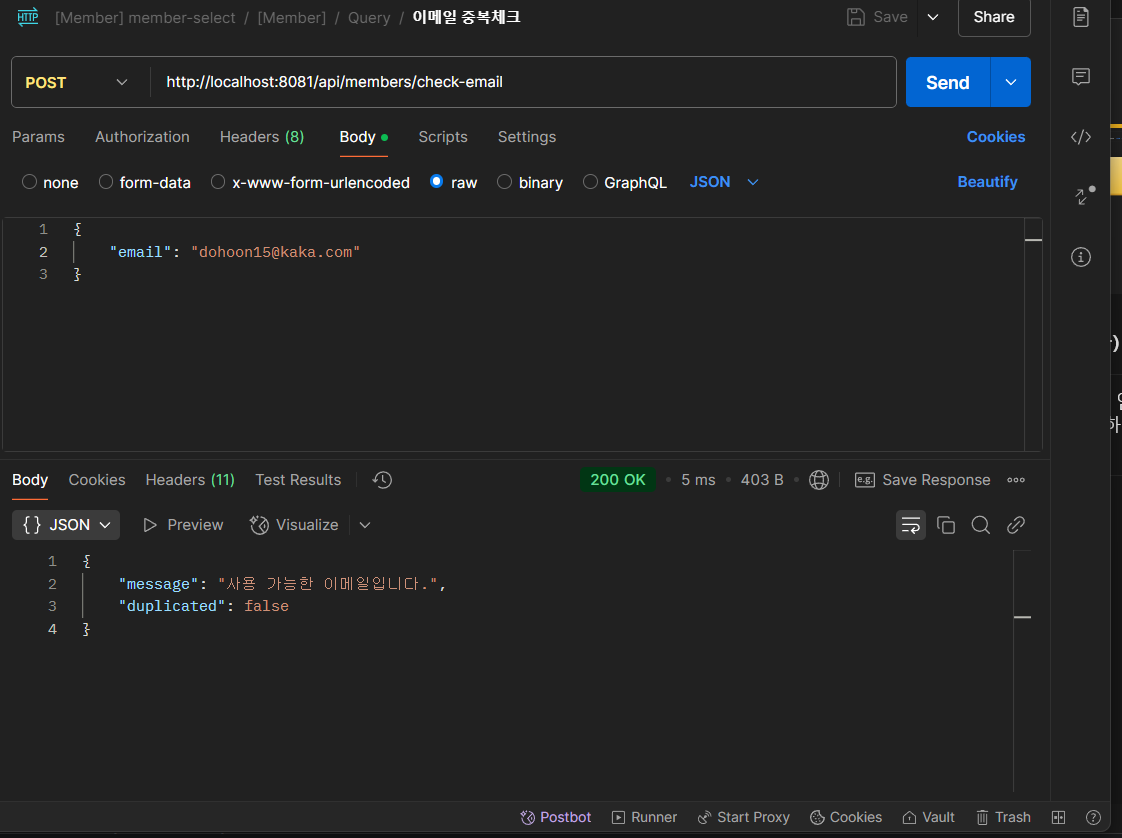 HTTP [Member] member-select / [Member] / Query / 이메일 중복체크 Save Share
POST http://localhost:8081/api/members/check-email Send
Params Authorization Headers (8) Body Scripts Settings Cookies
none form-data x-www-form-urlencoded raw binary GraphQL JSON Beautify
1 {
2 "email": "dohoon15@kaka.com"
3 }
Body Cookies Headers (11) Test Results 200 OK • 5 ms • 403 B • e.g. Save Response
{} JSON Preview Visualize
1 {
2 "message": "사용 가능한 이메일입니다.",
3 "duplicated": false
4 }
Postbot Runner Start Proxy Cookies Vault Trash